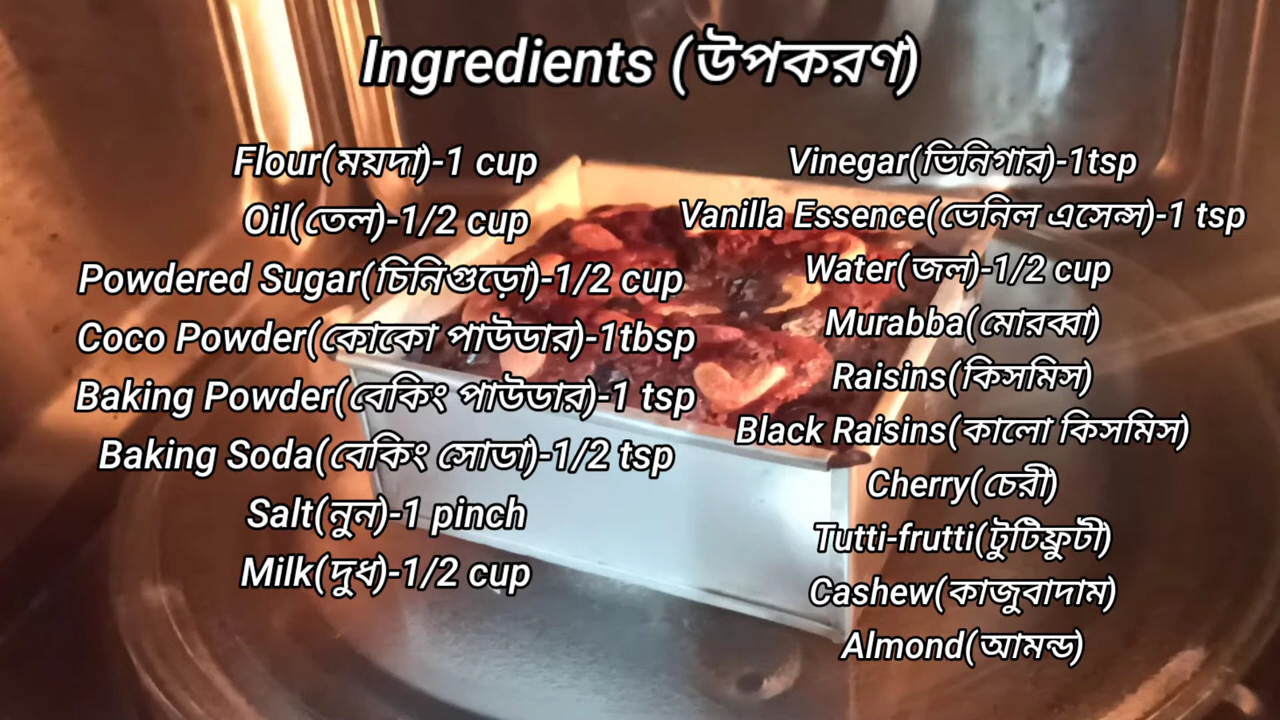 Ingredients (উপকরণ)
Flour(ময়দা)-1 cup
Oil(তেল)-1/2 cup
Powdered Sugar(চিনিগুড়ো)-1/2 cup
Coco Powder(কোকো পাউডার)-1tbsp
Baking Powder(বেকিং পাউডার)-1 tsp
Baking Soda(বেকিং সোডা)-1/2 tsp
Salt(নুন)-1 pinch
Milk(দুধ)-1/2 cup
Vinegar(ভিনিগার)-1tsp
Vanilla Essence(ভেনিল এসেন্স)-1 tsp
Water(জল)-1/2 cup
Murabba(মোরব্বা)
Raisins(কিসমিস)
Black Raisins(কালো কিসমিস)
Cherry(চেরী)
Tutti-frutti(টুটিফ্রুটী)
Cashew(কাজুবাদাম)
Almond(আমন্ড)